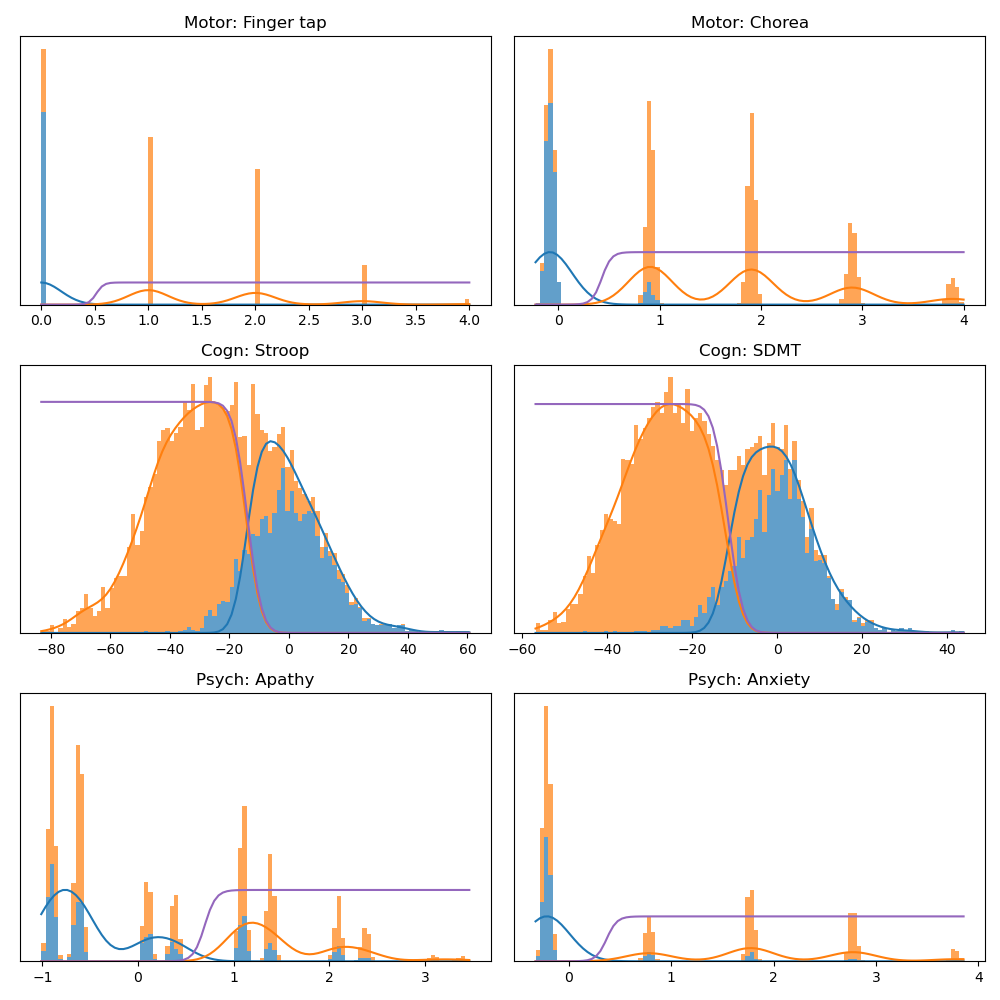 Motor: Finger tap
Motor: Chorea
0.0 0.5 1.0 1.5 2.0 2.5 3.0 3.5 4.0
0 1 2 3 4
Cogn: Stroop
Cogn: SDMT
−80 −60 −40 −20 0 20 40 60
−60 −40 −20 0 20 40
Psych: Apathy
Psych: Anxiety
−1 0 1 2 3
0 1 2 3 4